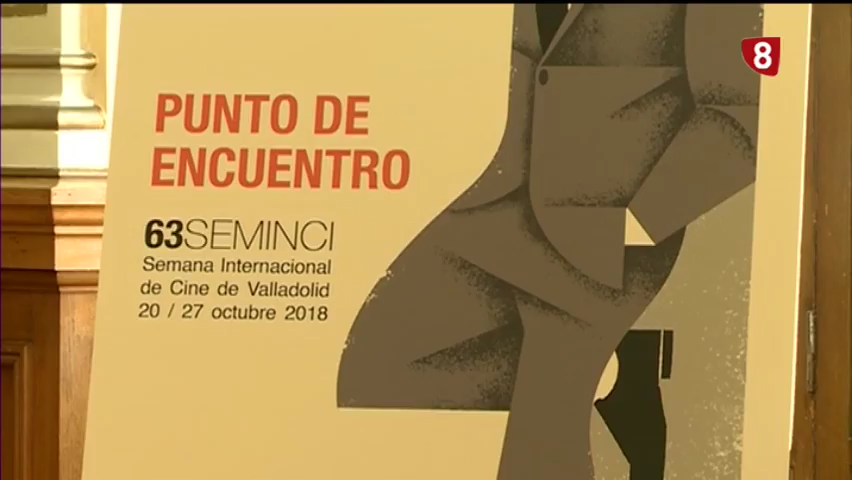 8
PUNTO DE
ENCUENTRO
63SEMINCI
Semana Internacional
de Cine de Valladolid
20 / 27 octubre 2018